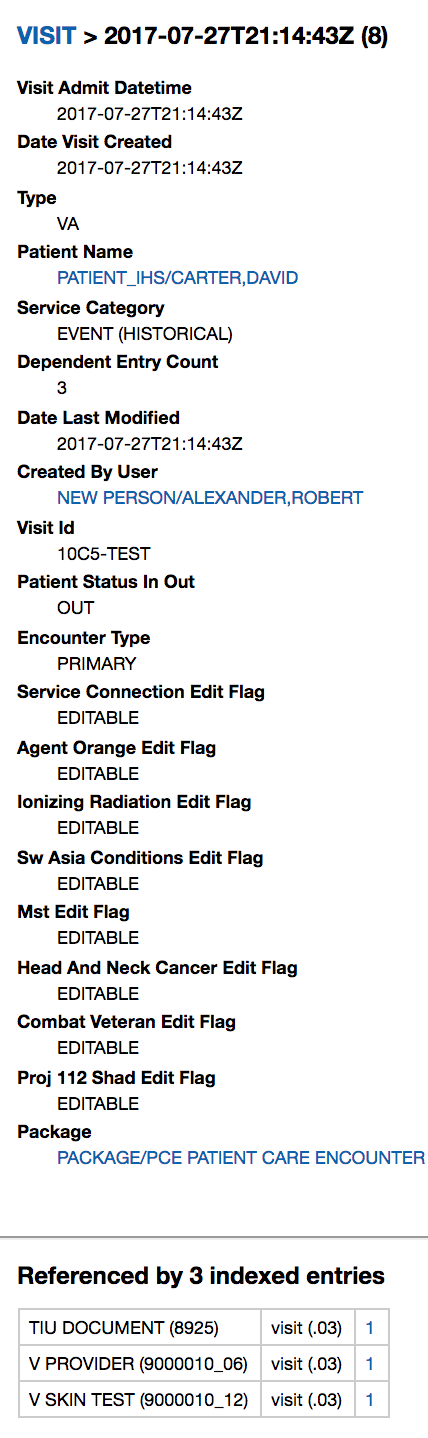 VISIT > 2017-07-27T21:14:43Z (8)
Visit Admit Datetime
2017-07-27T21:14:43Z
Date Visit Created
2017-07-27T21:14:43Z
Type
VA
Patient Name
PATIENT_IHS/CARTER,DAVID
Service Category
EVENT (HISTORICAL)
Dependent Entry Count
3
Date Last Modified
2017-07-27T21:14:43Z
Created By User
NEW PERSON/ALEXANDER,ROBERT
Visit Id
10C5-TEST
Patient Status In Out
OUT
Encounter Type
PRIMARY
Service Connection Edit Flag
EDITABLE
Agent Orange Edit Flag
EDITABLE
Ionizing Radiation Edit Flag
EDITABLE
Sw Asia Conditions Edit Flag
EDITABLE
Mst Edit Flag
EDITABLE
Head And Neck Cancer Edit Flag
EDITABLE
Combat Veteran Edit Flag
EDITABLE
Proj 112 Shad Edit Flag
EDITABLE
Package
PACKAGE/PCE PATIENT CARE ENCOUNTER
Referenced by 3 indexed entries
TIU DOCUMENT (8925) visit (.03) 1
V PROVIDER (9000010_06) visit (.03) 1
V SKIN TEST (9000010_12) visit (.03) 1